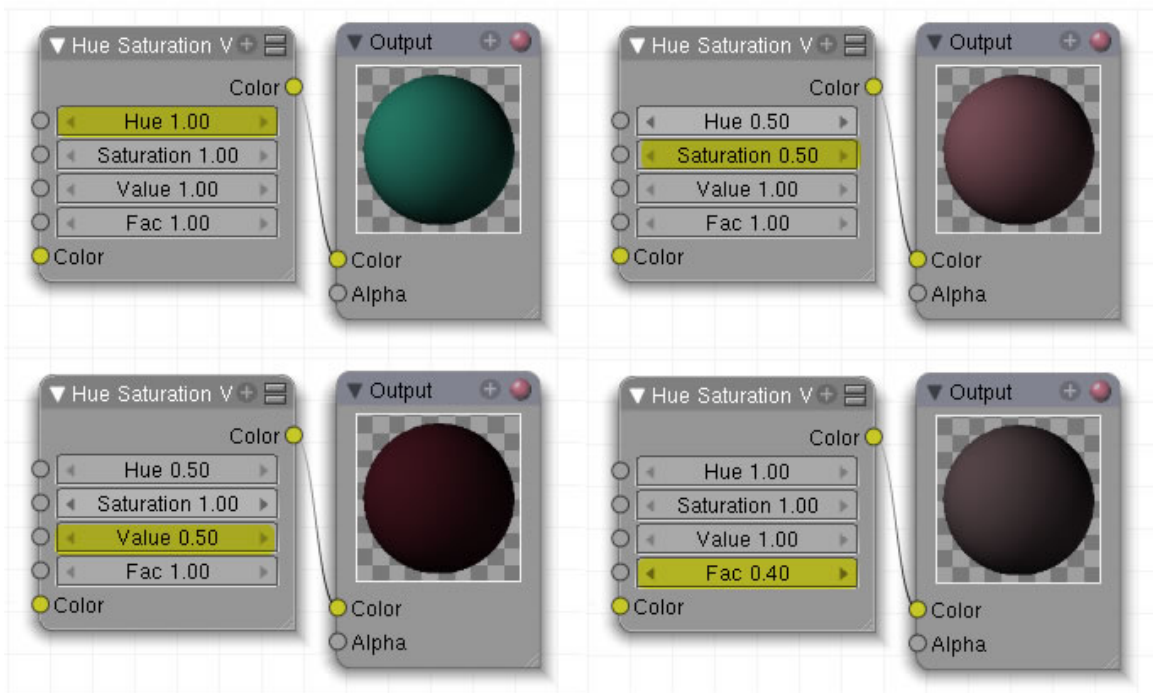 Hue Saturation V
Color
Hue 1.00
Saturation 1.00
Value 1.00
Fac 1.00
Color
Output
Color
Alpha
Hue Saturation V
Color
Hue 0.50
Saturation 0.50
Value 1.00
Fac 1.00
Color
Output
Color
Alpha
Hue Saturation V
Color
Hue 0.50
Saturation 1.00
Value 0.50
Fac 1.00
Color
Output
Color
Alpha
Hue Saturation V
Color
Hue 1.00
Saturation 1.00
Value 1.00
Fac 0.40
Color
Output
Color
Alpha